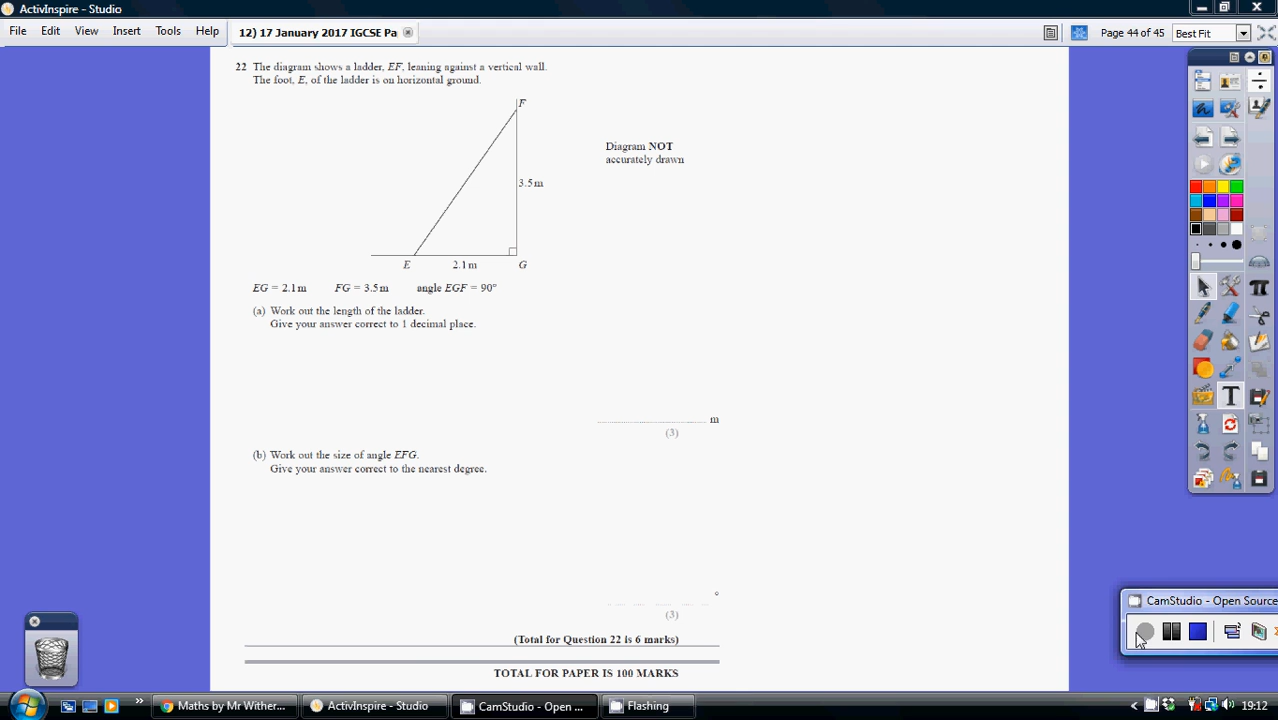 ActivInspire - Studio
File Edit View Insert Tools Help
12) 17 January 2017 IGCSE Pa
Page 44 of 45
Best Fit
22 The diagram shows a ladder, EF, leaning against a vertical wall.
The foot, E, of the ladder is on horizontal ground.
F
Diagram NOT
accurately drawn
3.5 m
E 2.1 m G
EG = 2.1 m FG = 3.5 m angle EGF = 90°
(a) Work out the length of the ladder.
Give your answer correct to 1 decimal place.
m
(3)
(b) Work out the size of angle EFG.
Give your answer correct to the nearest degree.
°
(3)
(Total for Question 22 is 6 marks)
TOTAL FOR PAPER IS 100 MARKS
CamStudio - Open Source
Maths by Mr Wither...
ActivInspire - Studio
CamStudio - Open ...
Flashing
19:12